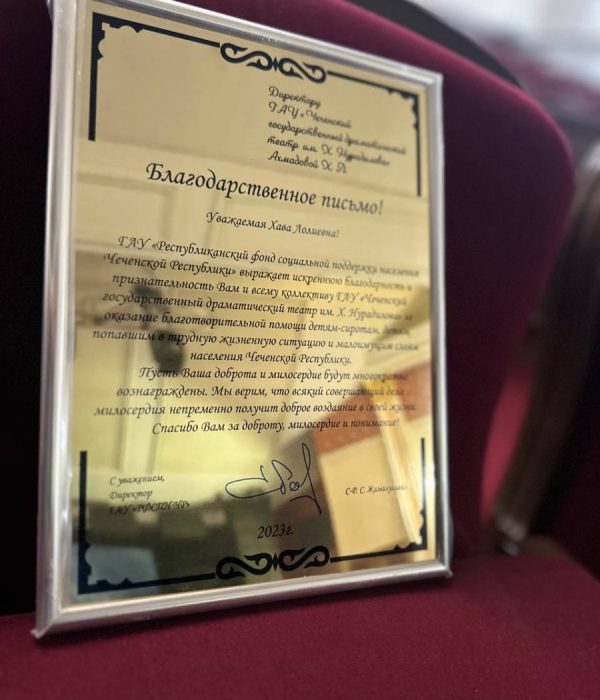 Директору
ГАУ «Чеченский
государственный драматический
театр им. Х. Нурадилова»
Ахмадовой Х. Л.
Благодарственное письмо!
Уважаемая Хава Лолиевна!
ГАУ «Республиканский фонд социальной поддержки населения
Чеченской Республики» выражает искреннюю благодарность и
признательность Вам и всему коллективу ГАУ «Чеченский
государственный драматический театр им. Х. Нурадилова» за
оказание благотворительной помощи детям-сиротам, детям,
попавшим в трудную жизненную ситуацию и малоимущим слоям
населения Чеченской Республики.
Пусть Ваша доброта и милосердие будут многократно
вознаграждены. Мы верим, что всякий совершающий дела
милосердия непременно получит доброе воздаяние в своей жизни.
Спасибо Вам за доброту, милосердие и понимание!
С уважением,
Директор
ГАУ «РФСПН ЧР»
С-Р. С.
2023г.